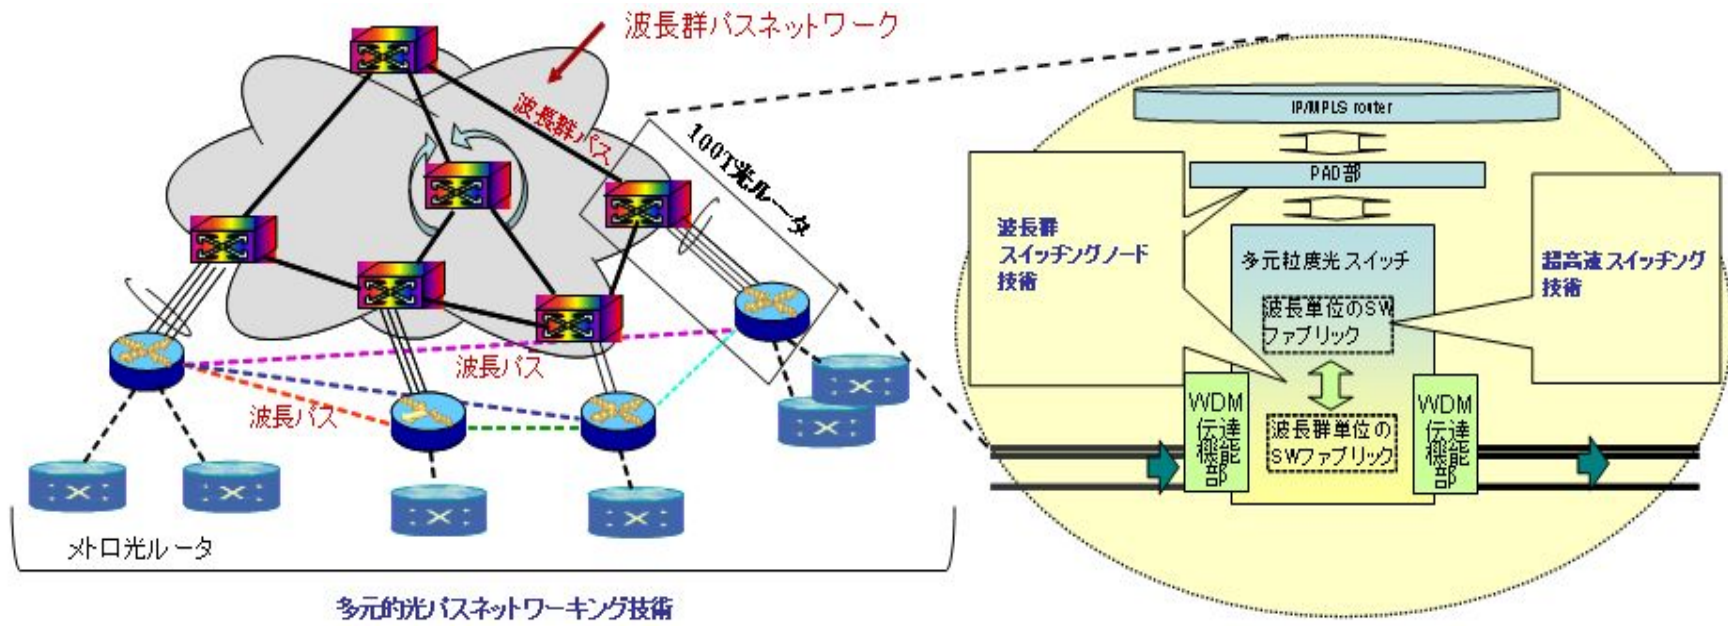 波長群パスネットワーク
波長群パス
100T光ルータ
波長パス
波長パス
メトロ光ルータ
多元的光パスネットワーキング技術
IP/MPLS router
PAD部
波長群
スイッチングノード
技術
多元粒度光スイッチ
超高速スイッチング
技術
波長単位のSW
ファブリック
WDM
伝達
機能
部
波長群単位の
SWファブリック
WDM
伝達
機能
部